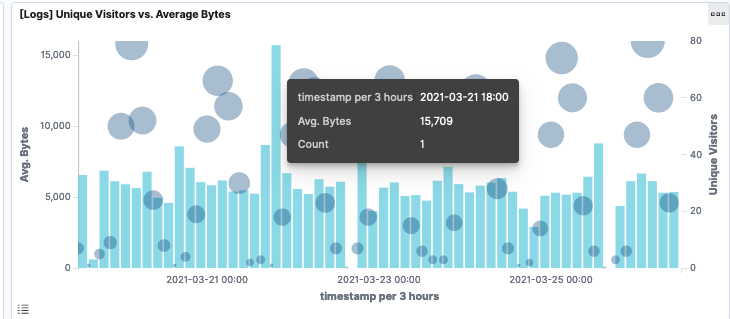 [Logs] Unique Visitors vs. Average Bytes
15,000
10,000
5,000
0
Avg. Bytes
80
60
40
20
0
Unique Visitors
timestamp per 3 hours 2021-03-21 18:00
Avg. Bytes 15,709
Count 1
2021-03-21 00:00
2021-03-23 00:00
2021-03-25 00:00
timestamp per 3 hours